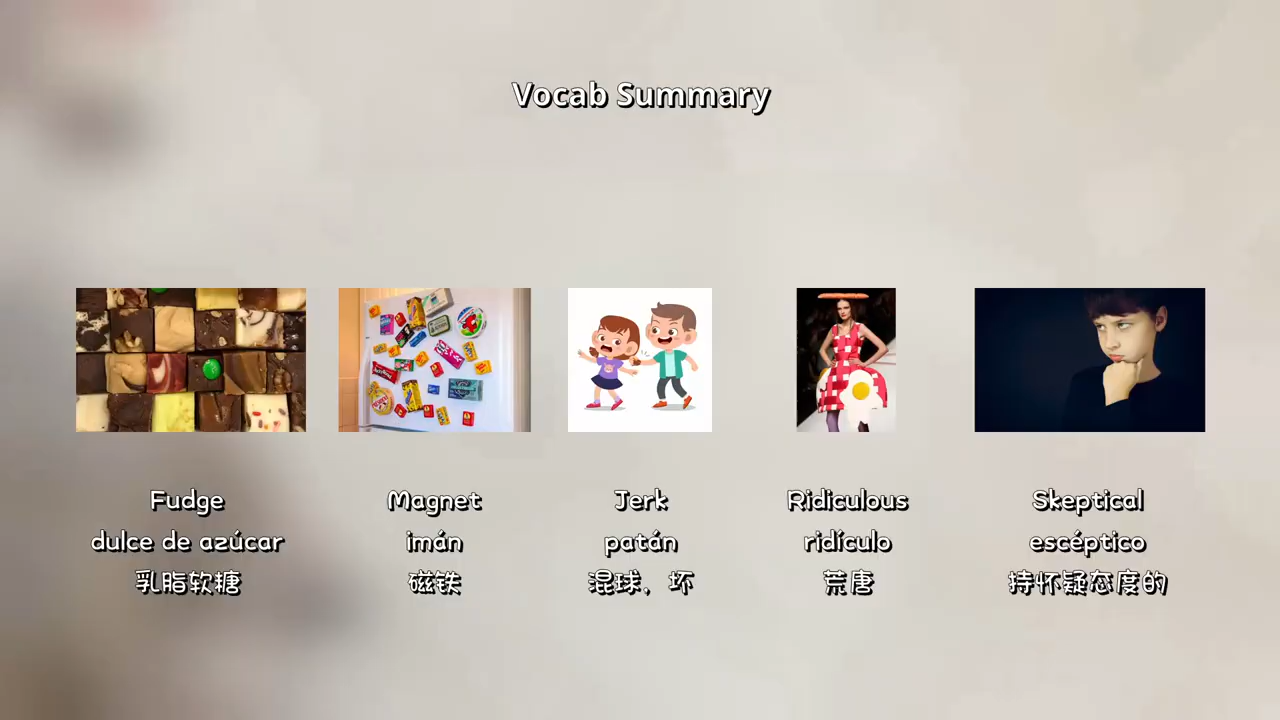 Vocab Summary
Fudge
dulce de azúcar
乳脂软糖
Magnet
imán
磁铁
Jerk
patán
混球，坏
Ridiculous
ridículo
荒唐
Skeptical
escéptico
持怀疑态度的